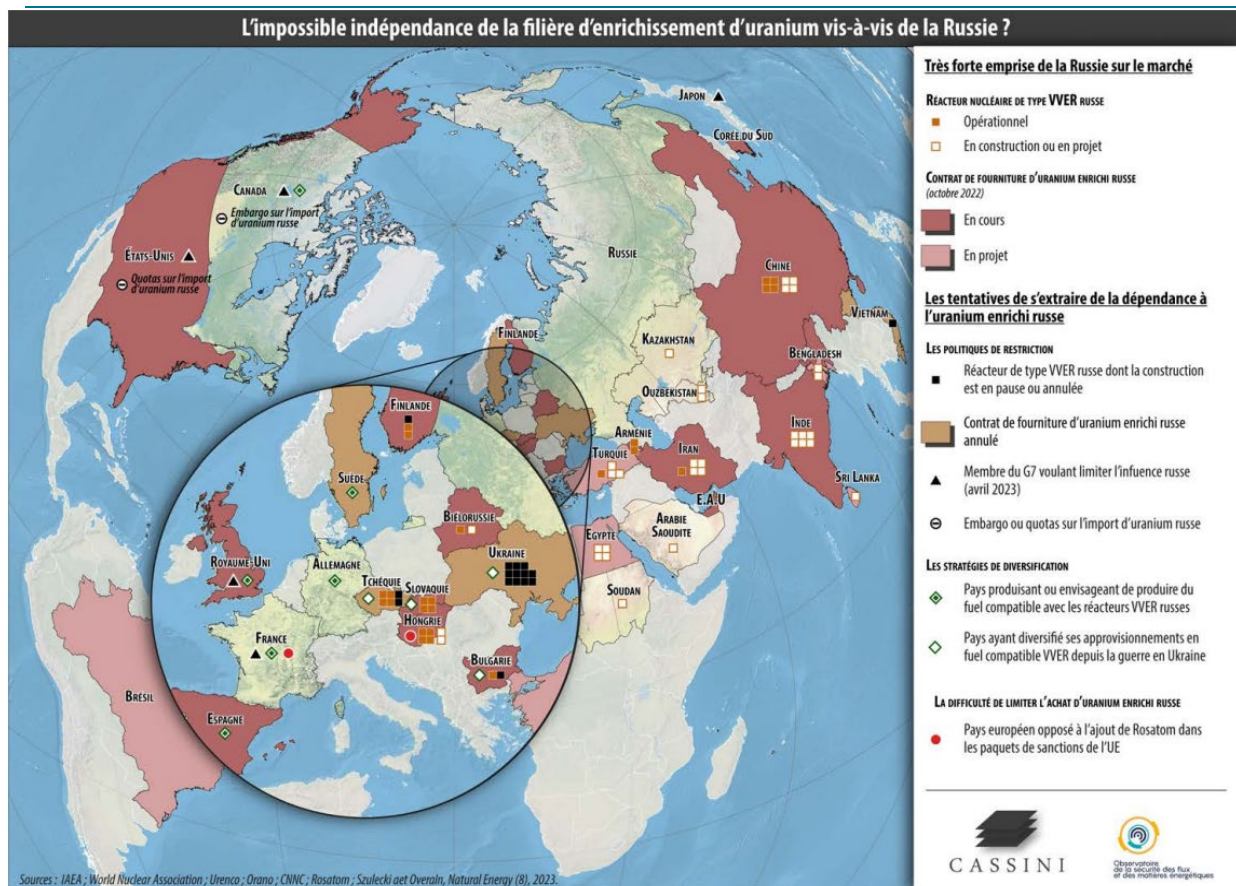 L'impossible indépendance de la filière d'enrichissement d'uranium vis-à-vis de la Russie ?
Japon
Corée du Sud
Canada
Embargo sur l'import
d'uranium russe
États-Unis
Quotas sur l'import
d'uranium russe
Russie
Chine
Vietnam
Finlande
Kazakhstan
Bengladesh
Ouzbékistan
Inde
Arménie
Turquie
Iran
Sri Lanka
E.A.U
Arabie
Saoudite
Egypte
Soudan
Brésil
Finlande
Suède
Biélorussie
Royaume-Uni
Allemagne
Ukraine
Tchéquie
Slovaquie
Hongrie
France
Bulgarie
Espagne
Sources : IAEA ; World Nuclear Association ; Urenco ; Orano ; CNNC ; Rosatom ; Szulecki aet Overain, Natural Energy (8), 2023.
Très forte emprise de la Russie sur le marché
Réacteur nucléaire de type VVER russe
Opérationnel
En construction ou en projet
Contrat de fourniture d'uranium enrichi russe
(octobre 2022)
En cours
En projet
Les tentatives de s'extraire de la dépendance à
l'uranium enrichi russe
Les politiques de restriction
Réacteur de type VVER russe dont la construction
est en pause ou annulée
Contrat de fourniture d'uranium enrichi russe
annulé
Membre du G7 voulant limiter l'infuence russe
(avril 2023)
Embargo ou quotas sur l'import d'uranium russe
Les stratégies de diversification
Pays produisant ou envisageant de produire du
fuel compatible avec les réacteurs VVER russes
Pays ayant diversifié ses approvisionnements en
fuel compatible VVER depuis la guerre en Ukraine
La difficulté de limiter l'achat d'uranium enrichi russe
Pays européen opposé à l'ajout de Rosatom dans
les paquets de sanctions de l'UE
CASSINI
Observatoire
de la sécurité des flux
et des matières énergétiques